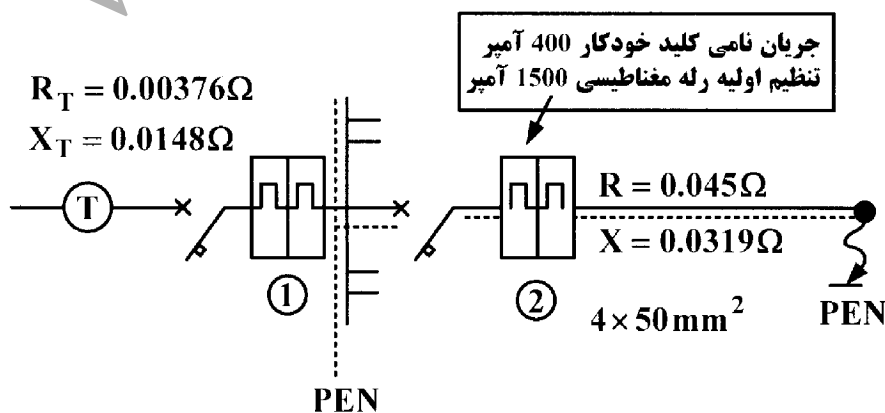 جریان نامی کلید خودکار 400 آمپر
تنظیم اولیه رله مغناطیسی 1500 آمپر
R_T = 0.00376Ω
X_T = 0.0148Ω
T
R = 0.045Ω
X = 0.0319Ω
①
②
4×50mm²
PEN
PEN